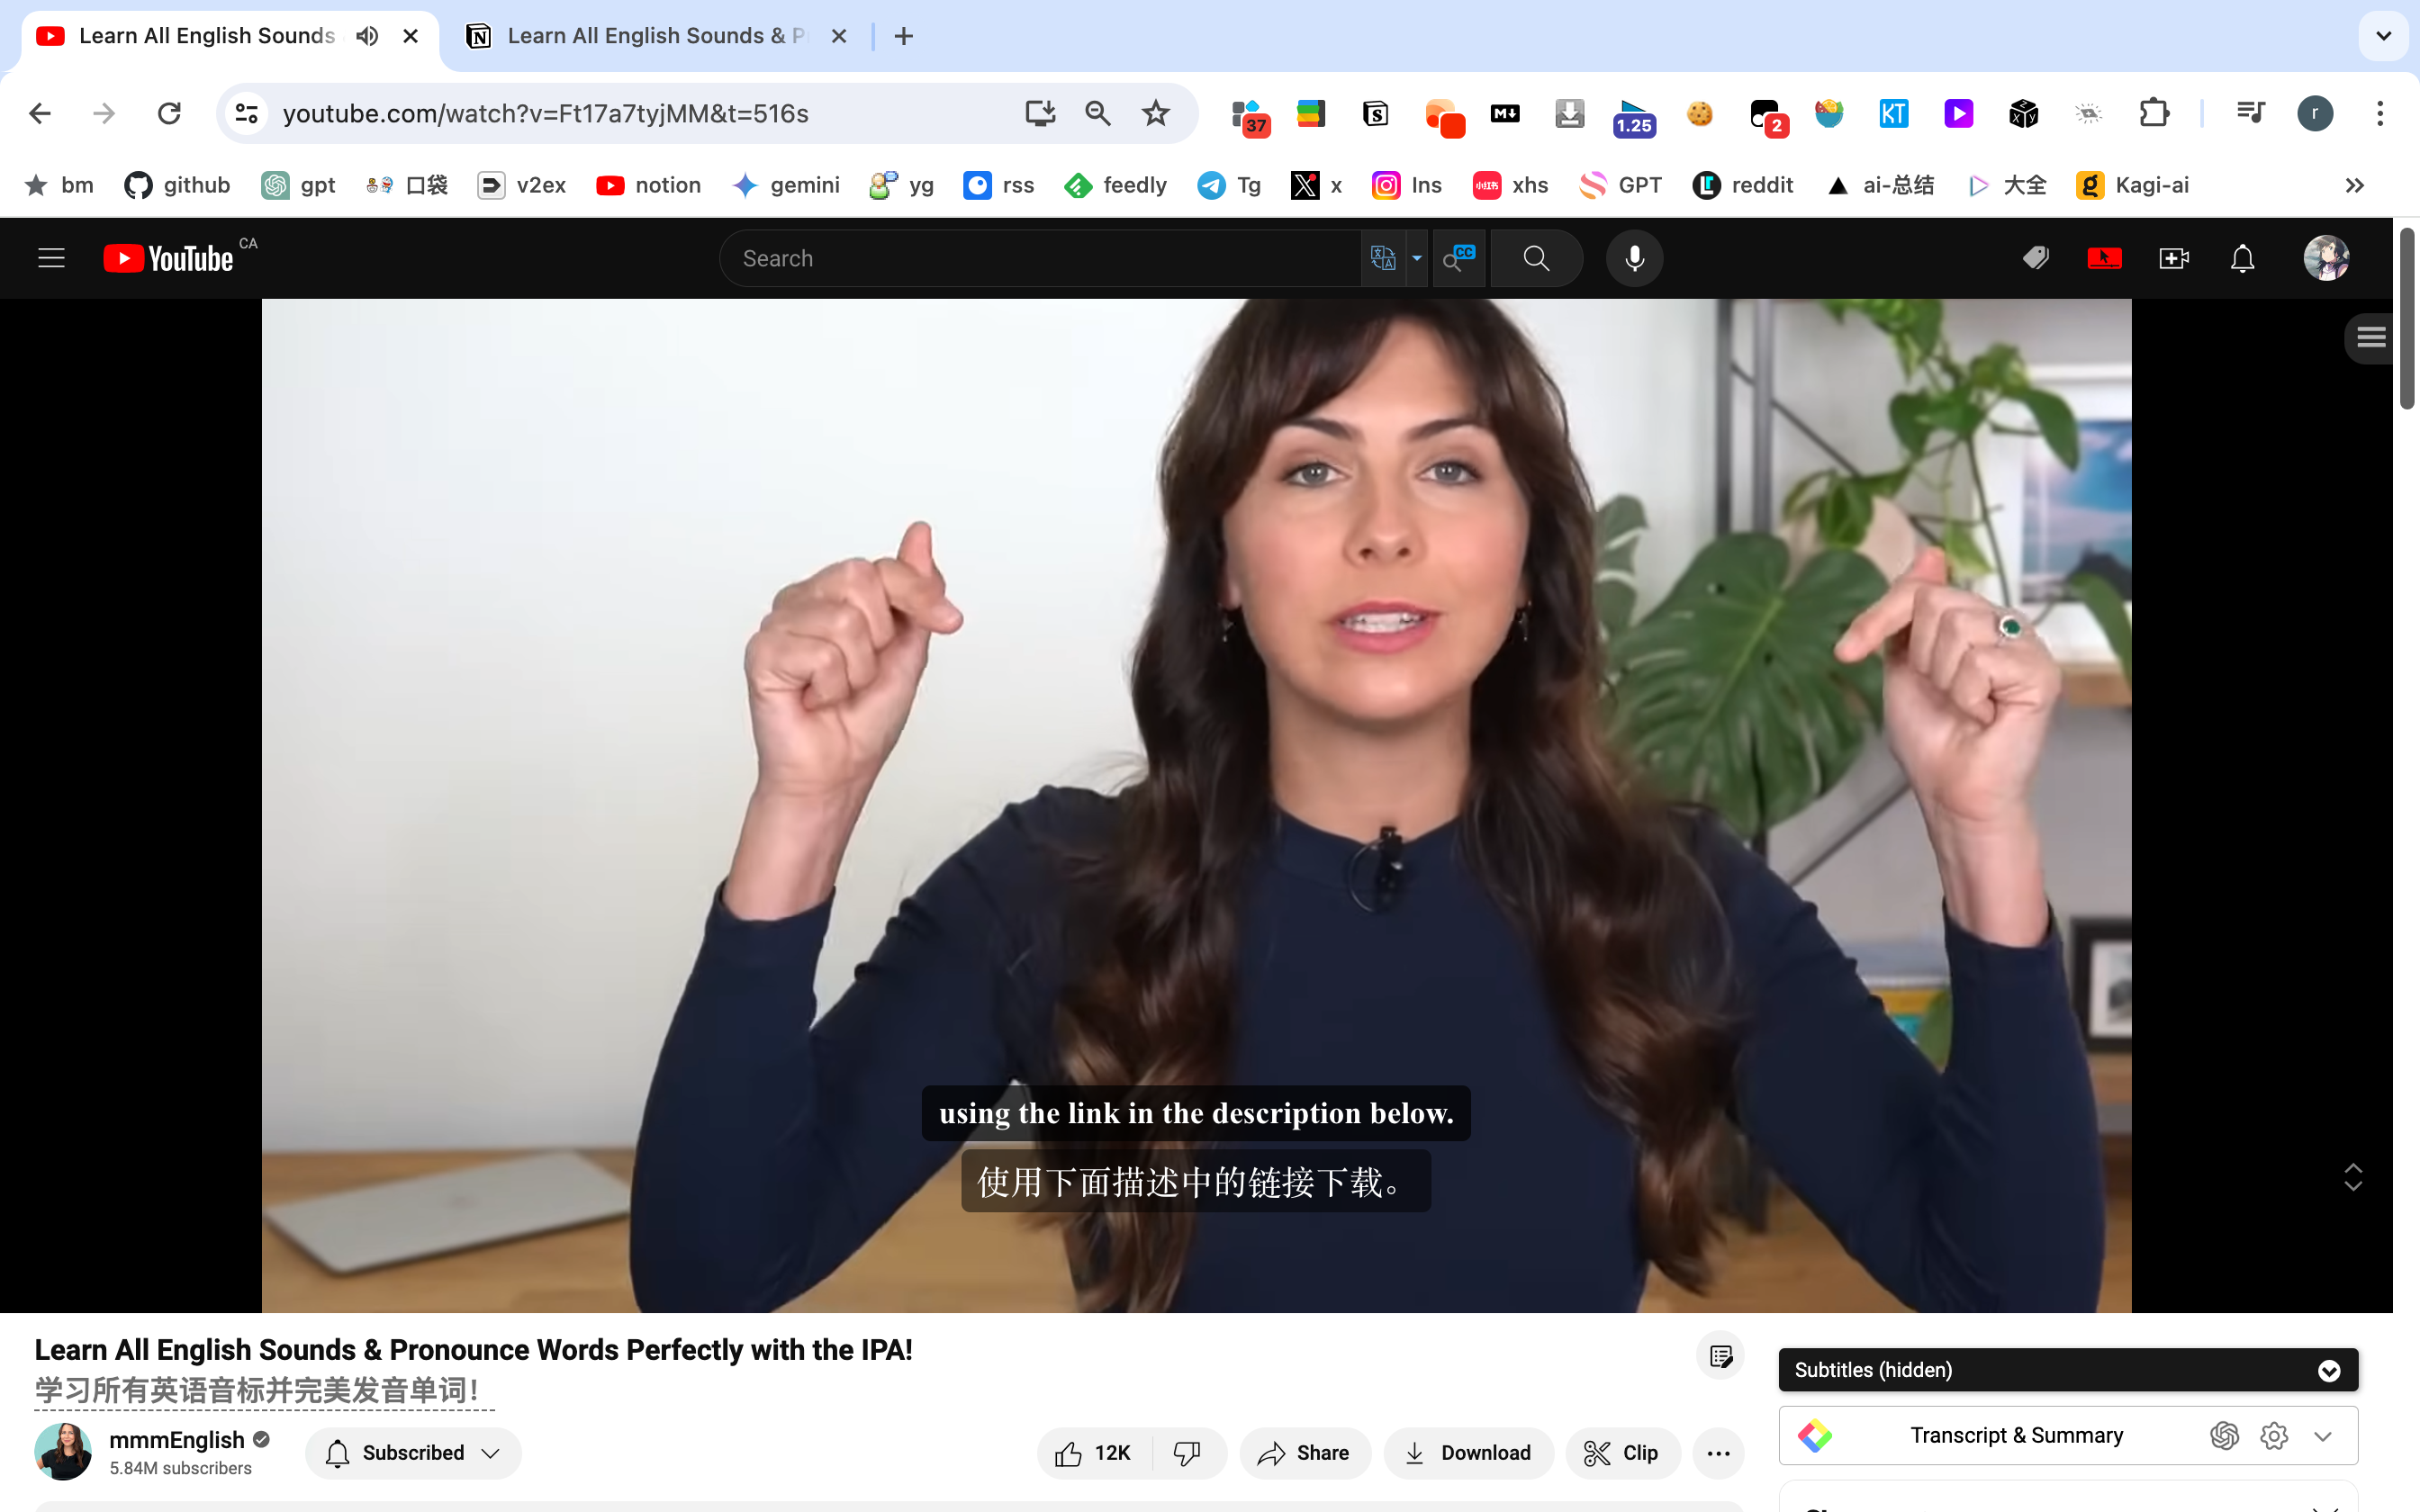 Learn All English Sounds
Learn All English Sounds & P
youtube.com/watch?v=Ft17a7tyjMM&t=516s
37
S
M
1.25
2
KT
r
bm
github
gpt
口袋
v2ex
notion
gemini
yg
rss
feedly
Tg
x
Ins
小红书
xhs
GPT
reddit
ai-总结
大全
g
Kagi-ai
YouTube CA
Search
CC
using the link in the description below.
使用下面描述中的链接下载。
Learn All English Sounds & Pronounce Words Perfectly with the IPA!
学习所有英语音标并完美发音单词！
Subtitles (hidden)
mmmEnglish
5.84M subscribers
Subscribed
12K
Share
Download
Clip
Transcript & Summary